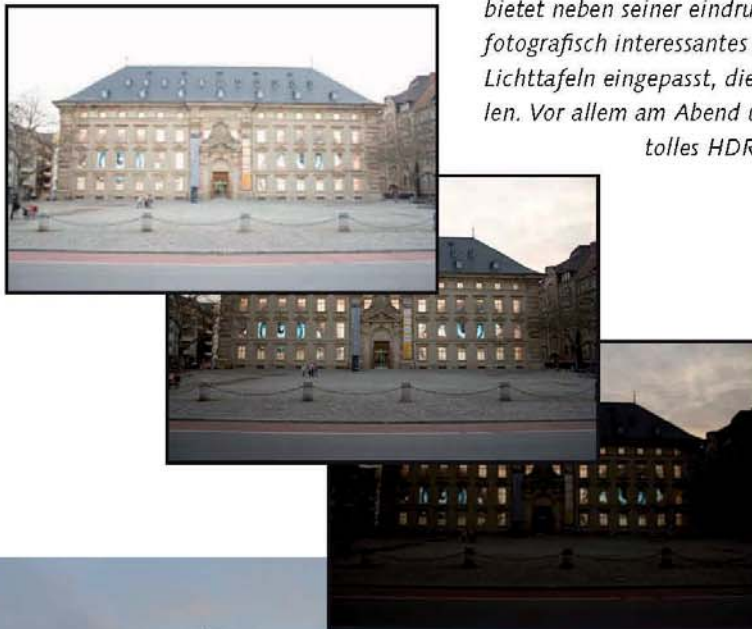 bietet neben seiner eindru
fotografisch interessantes
Lichttafeln eingepasst, die
len. Vor allem am Abend u
tolles HDR